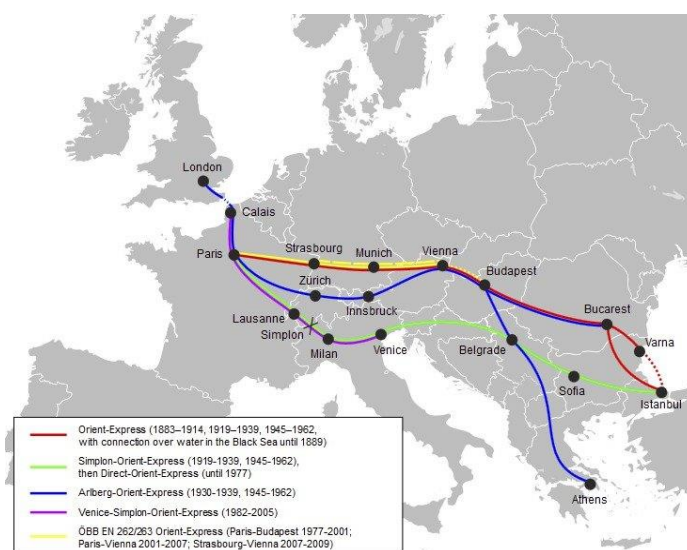 London
Calais
Paris
Strasbourg
Munich
Vienna
Budapest
Zürich
Innsbruck
Lausanne
Simplon
Milan
Venice
Belgrade
Bucarest
Varna
Sofia
Istanbul
Athens
Orient-Express (1883–1914, 1919–1939, 1945–1962,
with connection over water in the Black Sea until 1889)
Simplon-Orient-Express (1919-1939, 1945–1962),
then Direct-Orient-Express (until 1977)
Arlberg-Orient-Express (1930-1939, 1945-1962)
Venice-Simplon-Orient-Express (1982-2005)
ÖBB EN 262/263 Orient-Express (Paris-Budapest 1977-2001;
Paris-Vienna 2001-2007; Strasbourg-Vienna 2007-2009)